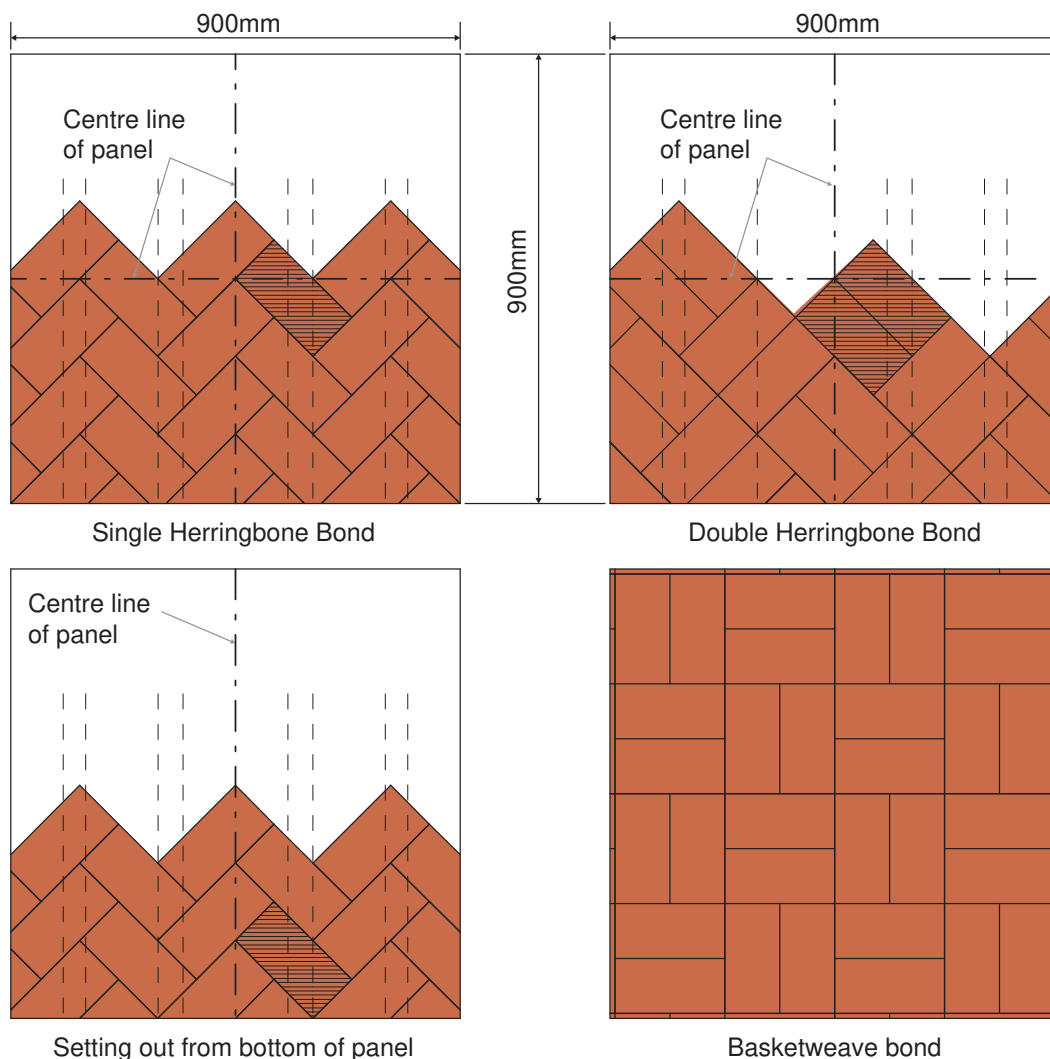 900mm
900mm
Centre line
of panel
Centre line
of panel
900mm
Single Herringbone Bond
Double Herringbone Bond
Centre line
of panel
Setting out from bottom of panel
Basketweave bond